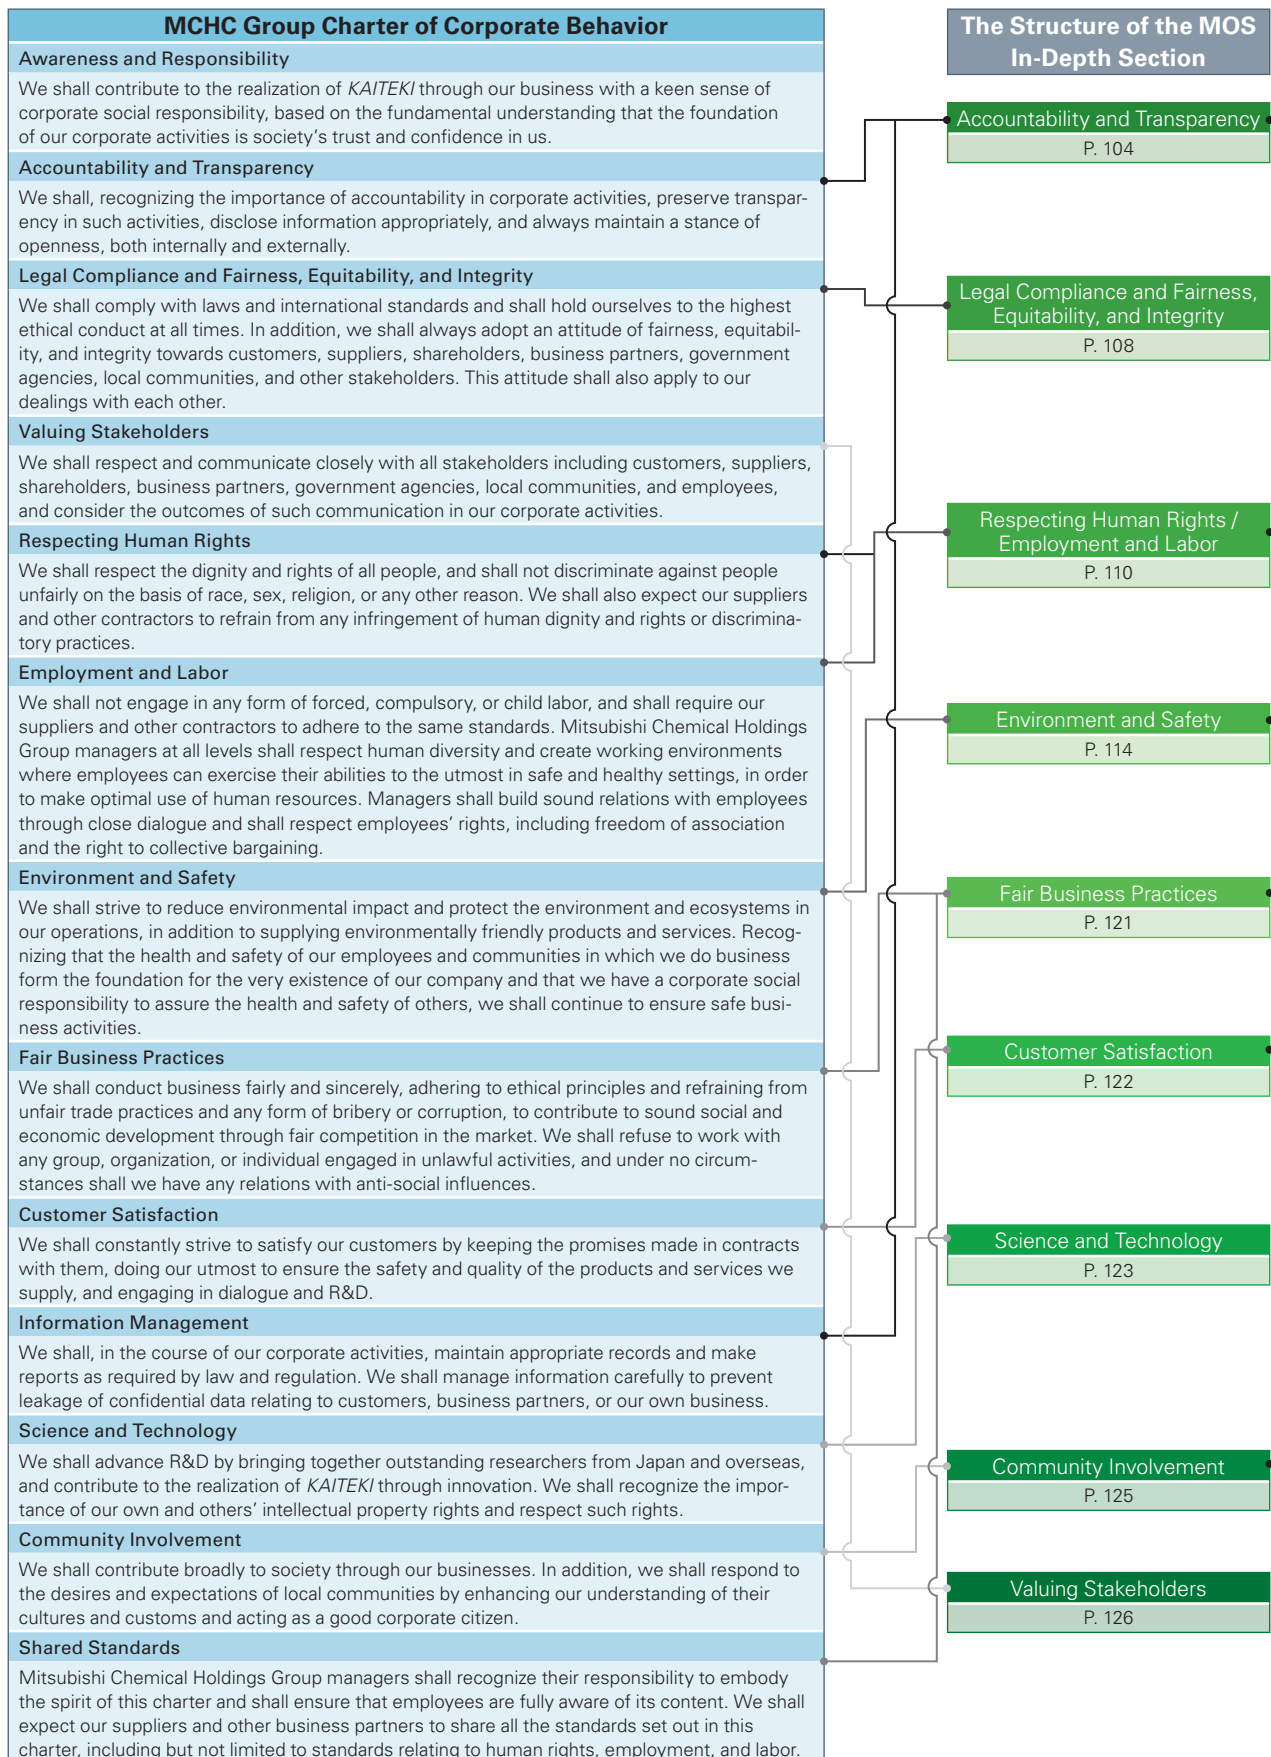 MCHC Group Charter of Corporate Behavior
Awareness and Responsibility
We shall contribute to the realization of KAITEKI through our business with a keen sense of
corporate social responsibility, based on the fundamental understanding that the foundation
of our corporate activities is society’s trust and confidence in us.
Accountability and Transparency
We shall, recognizing the importance of accountability in corporate activities, preserve transpar-
ency in such activities, disclose information appropriately, and always maintain a stance of
openness, both internally and externally.
Legal Compliance and Fairness, Equitability, and Integrity
We shall comply with laws and international standards and shall hold ourselves to the highest
ethical conduct at all times. In addition, we shall always adopt an attitude of fairness, equitabil-
ity, and integrity towards customers, suppliers, shareholders, business partners, government
agencies, local communities, and other stakeholders. This attitude shall also apply to our
dealings with each other.
Valuing Stakeholders
We shall respect and communicate closely with all stakeholders including customers, suppliers,
shareholders, business partners, government agencies, local communities, and employees,
and consider the outcomes of such communication in our corporate activities.
Respecting Human Rights
We shall respect the dignity and rights of all people, and shall not discriminate against people
unfairly on the basis of race, sex, religion, or any other reason. We shall also expect our suppliers
and other contractors to refrain from any infringement of human dignity and rights or discrimina-
tory practices.
Employment and Labor
We shall not engage in any form of forced, compulsory, or child labor, and shall require our
suppliers and other contractors to adhere to the same standards. Mitsubishi Chemical Holdings
Group managers at all levels shall respect human diversity and create working environments
where employees can exercise their abilities to the utmost in safe and healthy settings, in order
to make optimal use of human resources. Managers shall build sound relations with employees
through close dialogue and shall respect employees’ rights, including freedom of association
and the right to collective bargaining.
Environment and Safety
We shall strive to reduce environmental impact and protect the environment and ecosystems in
our operations, in addition to supplying environmentally friendly products and services. Recog-
nizing that the health and safety of our employees and communities in which we do business
form the foundation for the very existence of our company and that we have a corporate social
responsibility to assure the health and safety of others, we shall continue to ensure safe busi-
ness activities.
Fair Business Practices
We shall conduct business fairly and sincerely, adhering to ethical principles and refraining from
unfair trade practices and any form of bribery or corruption, to contribute to sound social and
economic development through fair competition in the market. We shall refuse to work with
any group, organization, or individual engaged in unlawful activities, and under no circum-
stances shall we have any relations with anti-social influences.
Customer Satisfaction
We shall constantly strive to satisfy our customers by keeping the promises made in contracts
with them, doing our utmost to ensure the safety and quality of the products and services we
supply, and engaging in dialogue and R&D.
Information Management
We shall, in the course of our corporate activities, maintain appropriate records and make
reports as required by law and regulation. We shall manage information carefully to prevent
leakage of confidential data relating to customers, business partners, or our own business.
Science and Technology
We shall advance R&D by bringing together outstanding researchers from Japan and overseas,
and contribute to the realization of KAITEKI through innovation. We shall recognize the impor-
tance of our own and others’ intellectual property rights and respect such rights.
Community Involvement
We shall contribute broadly to society through our businesses. In addition, we shall respond to
the desires and expectations of local communities by enhancing our understanding of their
cultures and customs and acting as a good corporate citizen.
Shared Standards
Mitsubishi Chemical Holdings Group managers shall recognize their responsibility to embody
the spirit of this charter and shall ensure that employees are fully aware of its content. We shall
expect our suppliers and other business partners to share all the standards set out in this
charter, including but not limited to standards relating to human rights, employment, and labor.
The Structure of the MOS
In-Depth Section
Accountability and Transparency
P. 104
Legal Compliance and Fairness,
Equitability, and Integrity
P. 108
Respecting Human Rights /
Employment and Labor
P. 110
Environment and Safety
P. 114
Fair Business Practices
P. 121
Customer Satisfaction
P. 122
Science and Technology
P. 123
Community Involvement
P. 125
Valuing Stakeholders
P. 126